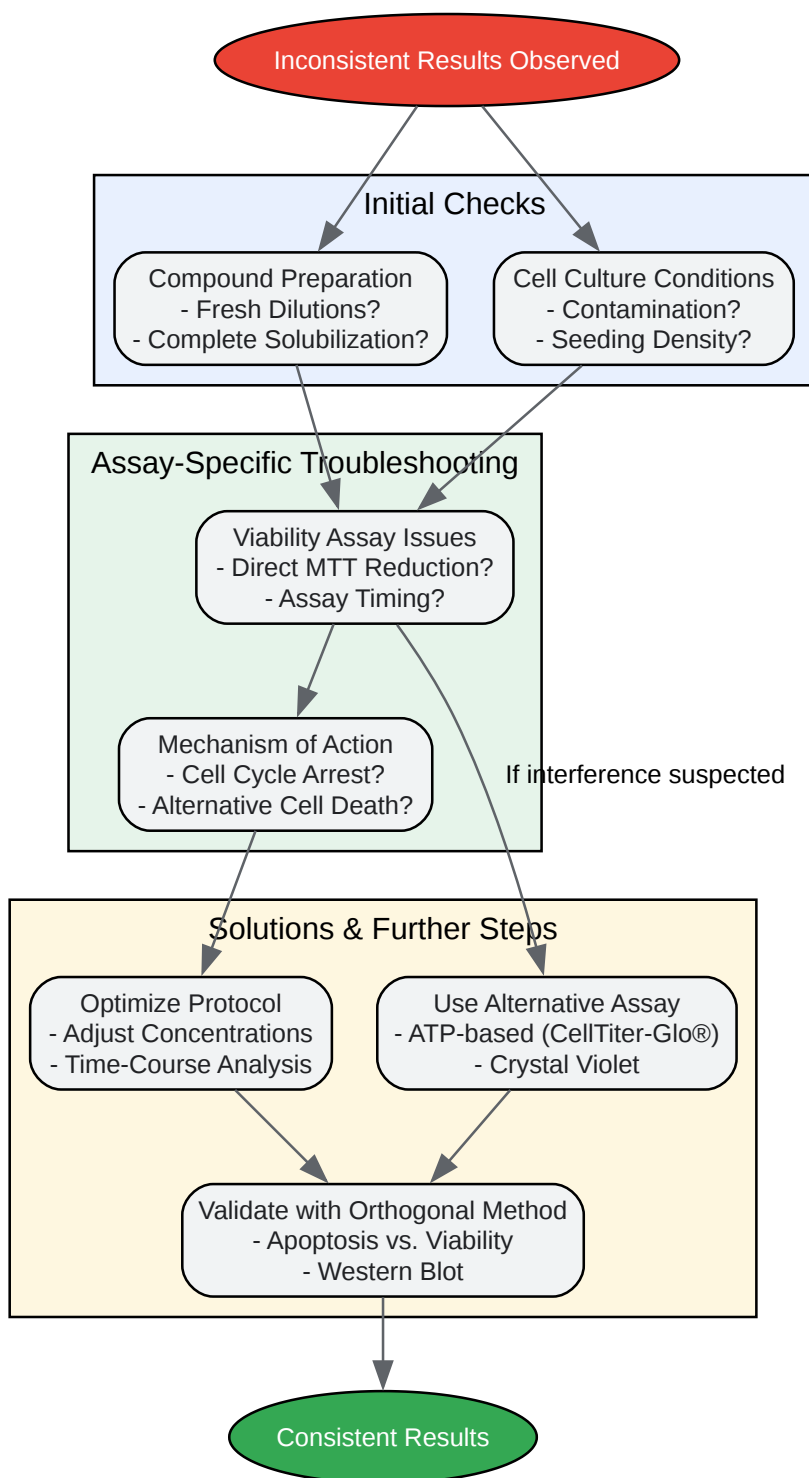 Inconsistent Results Observed
Initial Checks
Compound Preparation
- Fresh Dilutions?
- Complete Solubilization?
Cell Culture Conditions
- Contamination?
- Seeding Density?
Assay-Specific Troubleshooting
Viability Assay Issues
- Direct MTT Reduction?
- Assay Timing?
Mechanism of Action
- Cell Cycle Arrest?
- Alternative Cell Death?
If interference suspected
Solutions & Further Steps
Optimize Protocol
- Adjust Concentrations
- Time-Course Analysis
Use Alternative Assay
- ATP-based (CellTiter-Glo®)
- Crystal Violet
Validate with Orthogonal Method
- Apoptosis vs. Viability
- Western Blot
Consistent Results